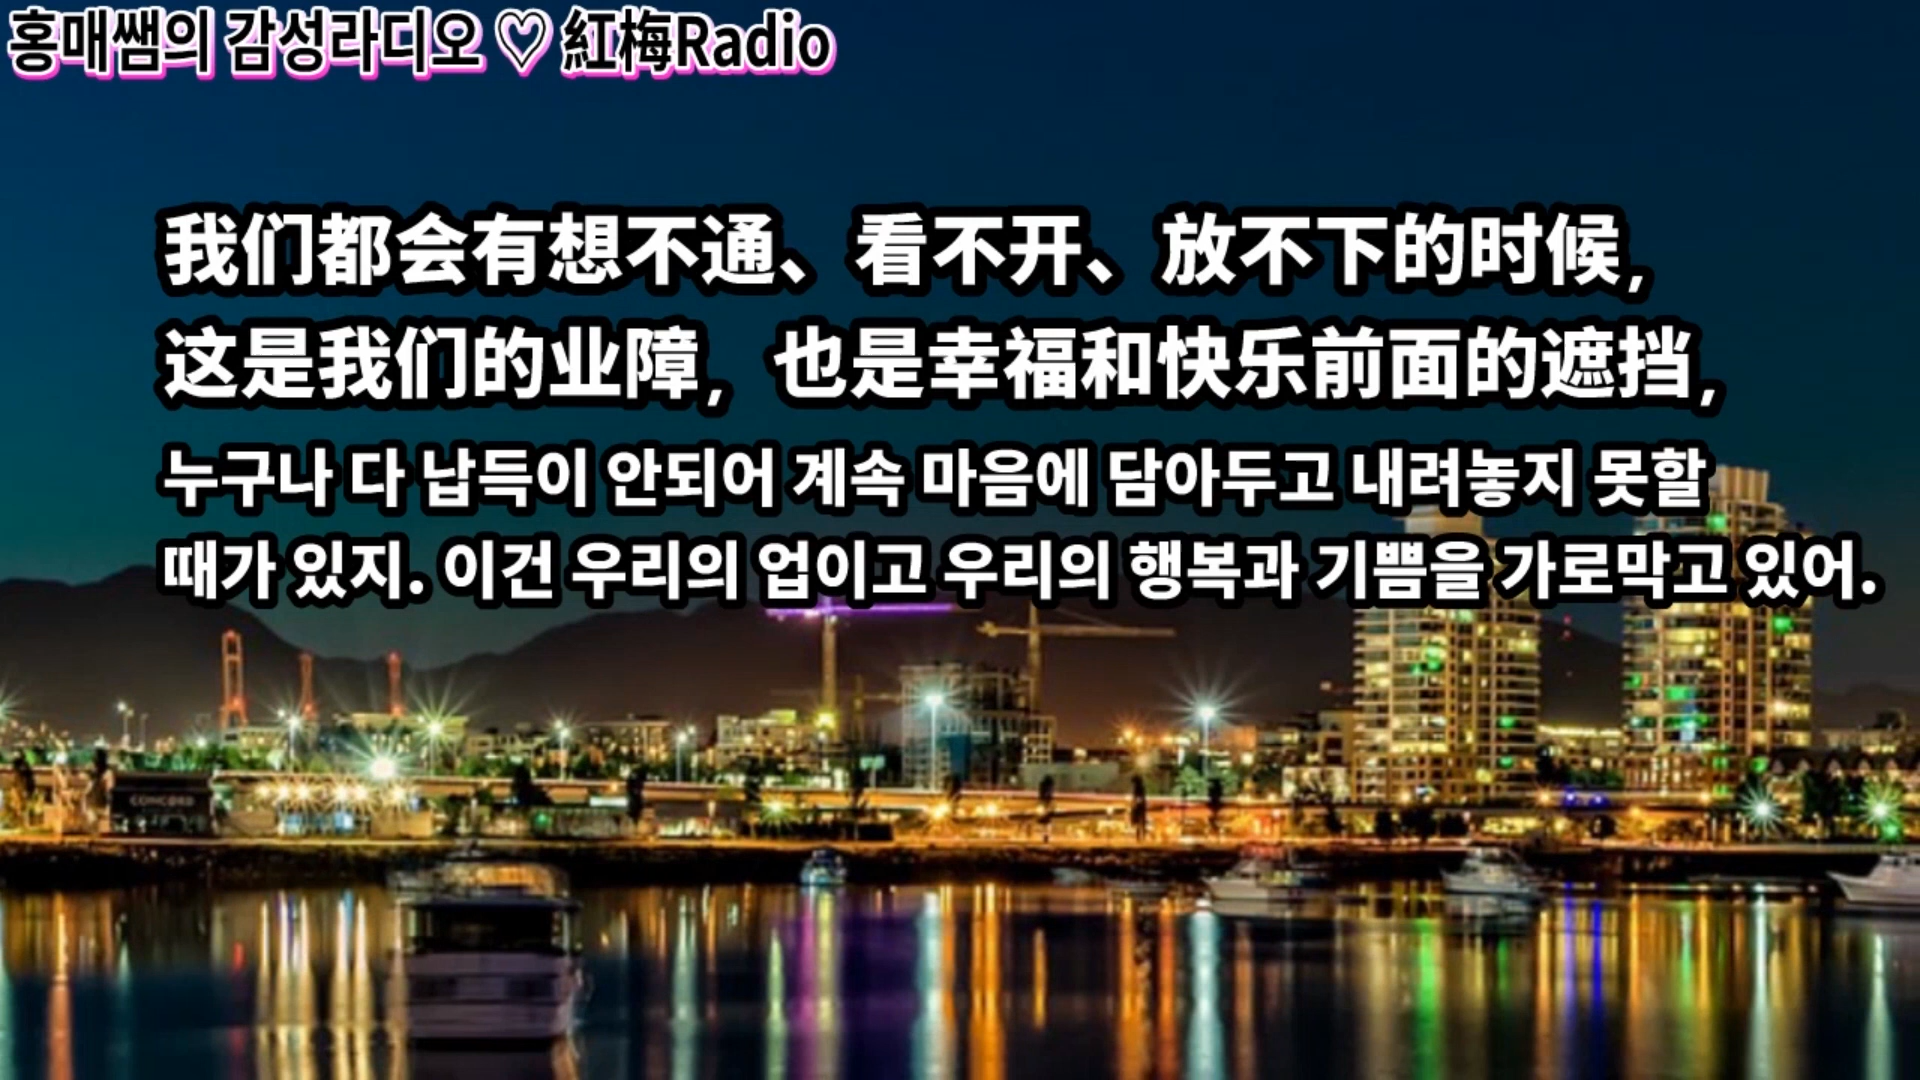 홍매쌤의 감성라디오 ♡ 紅梅Radio
我们都会有想不通、看不开、放不下的时候，
这是我们的业障，也是幸福和快乐前面的遮挡，
누구나 다 납득이 안되어 계속 마음에 담아두고 내려놓지 못할
때가 있지. 이건 우리의 업이고 우리의 행복과 기쁨을 가로막고 있어.
CONCORD